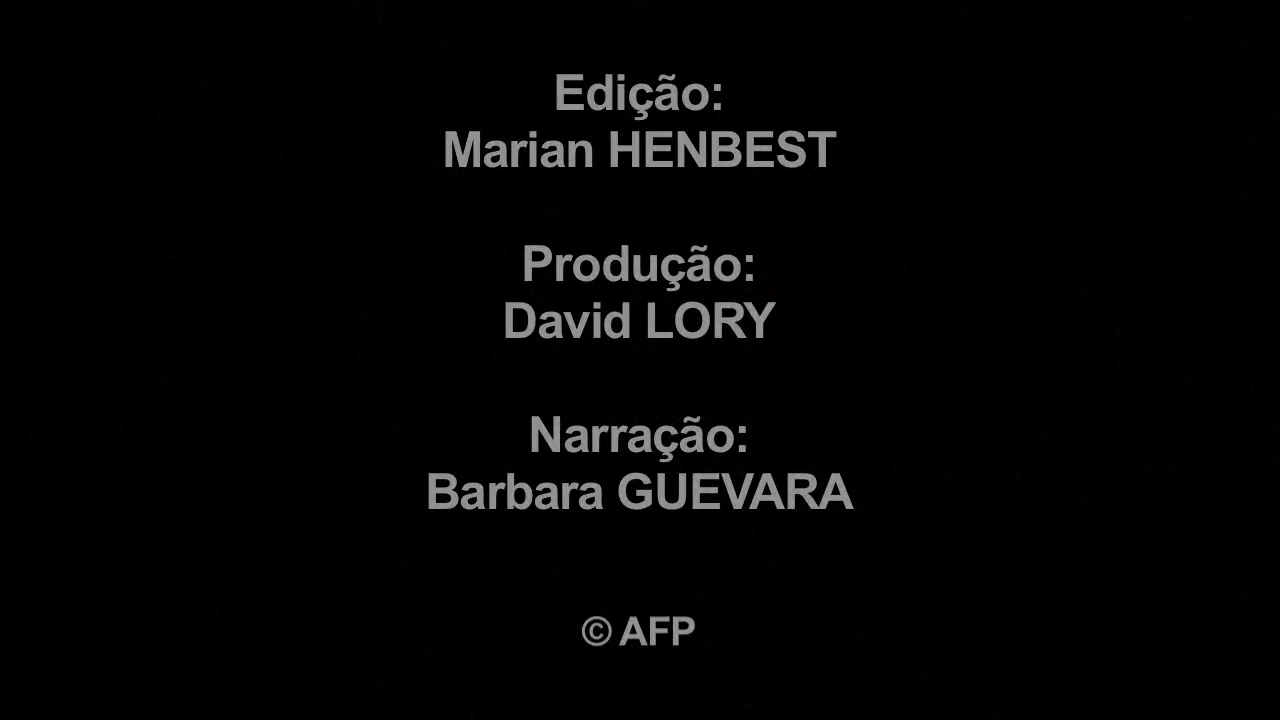 Edição:
Marian HENBEST
Produção:
David LORY
Narração:
Barbara GUEVARA
© AFP